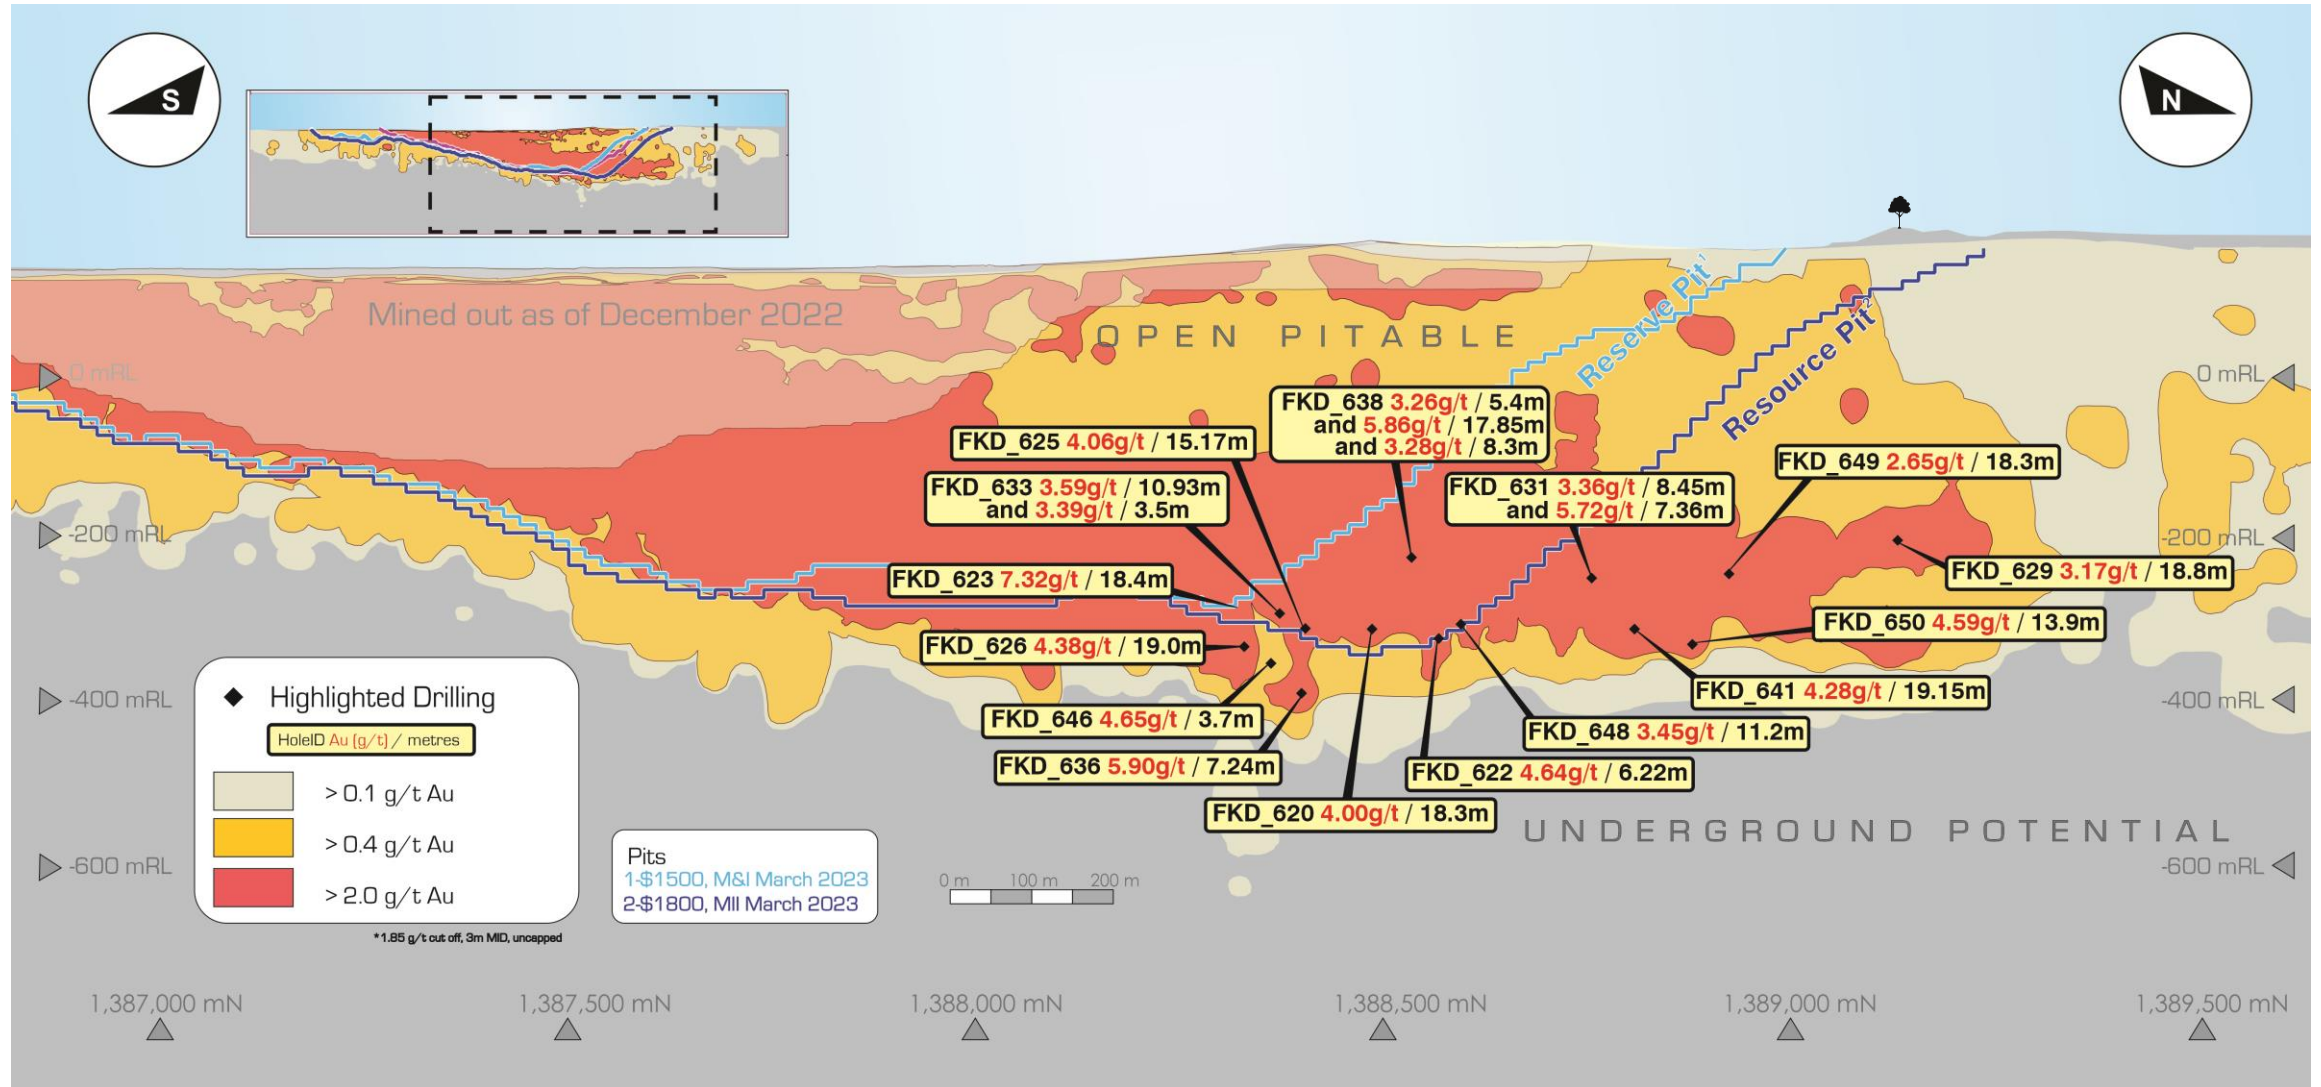 S
N
Mined out as of December 2022
OPEN PITABLE
Reserve Pit¹
Resource Pit²
0 mRL
0 mRL
FKD_638 3.26g/t / 5.4m
and 5.86g/t / 17.85m
and 3.28g/t / 8.3m
FKD_625 4.06g/t / 15.17m
FKD_649 2.65g/t / 18.3m
FKD_633 3.59g/t / 10.93m
and 3.39g/t / 3.5m
FKD_631 3.36g/t / 8.45m
and 5.72g/t / 7.36m
-200 mRL
-200 mRL
FKD_623 7.32g/t / 18.4m
FKD_629 3.17g/t / 18.8m
FKD_650 4.59g/t / 13.9m
FKD_626 4.38g/t / 19.0m
FKD_641 4.28g/t / 19.15m
-400 mRL
-400 mRL
FKD_646 4.65g/t / 3.7m
FKD_648 3.45g/t / 11.2m
FKD_636 5.90g/t / 7.24m
FKD_622 4.64g/t / 6.22m
FKD_620 4.00g/t / 18.3m
UNDERGROUND POTENTIAL
-600 mRL
-600 mRL
Highlighted Drilling
HoleID Au (g/t) / metres
> 0.1 g/t Au
> 0.4 g/t Au
> 2.0 g/t Au
*1.85 g/t cut off, 3m MID, uncapped
Pits
1-$1500, M&I March 2023
2-$1800, MII March 2023
0 m 100 m 200 m
1,387,000 mN
1,387,500 mN
1,388,000 mN
1,388,500 mN
1,389,000 mN
1,389,500 mN